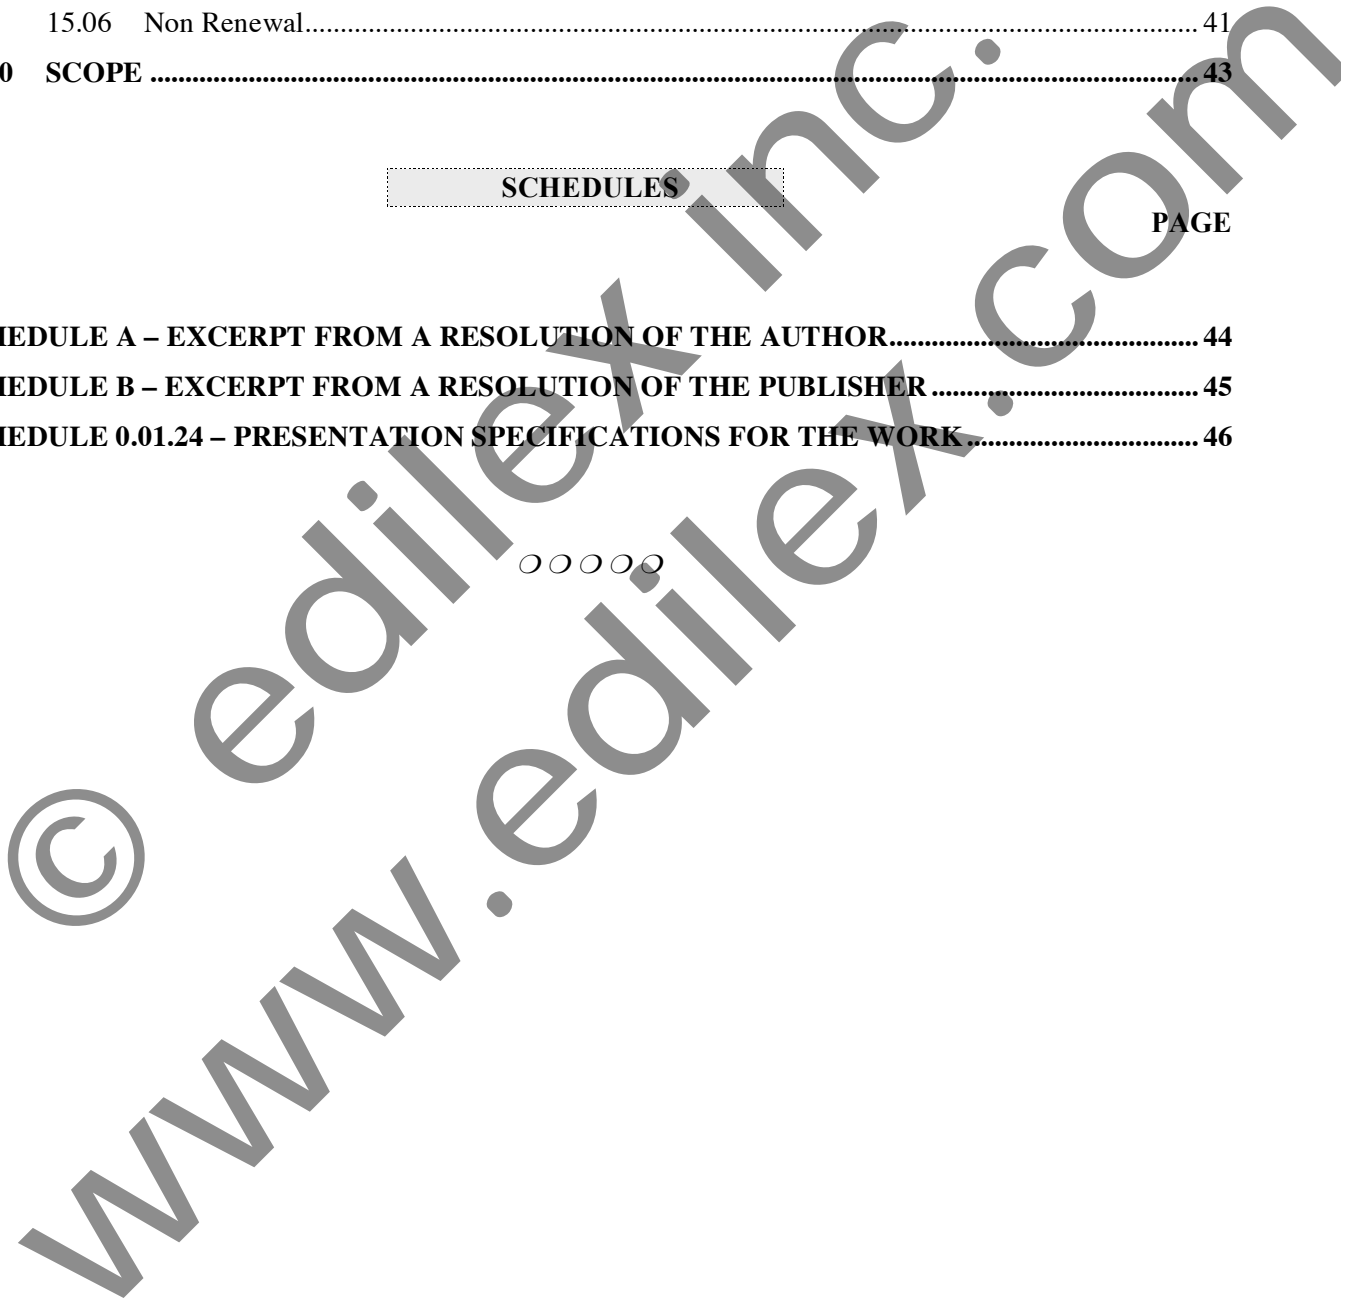 15.06 Non Renewal.......................................................................................................................... 41
0 SCOPE ...................................................................................................................................................... 43
SCHEDULES
PAGE
IEDULE A – EXCERPT FROM A RESOLUTION OF THE AUTHOR............................................ 44
IEDULE B – EXCERPT FROM A RESOLUTION OF THE PUBLISHER ...................................... 45
IEDULE 0.01.24 – PRESENTATION SPECIFICATIONS FOR THE WORK ................................. 46
❍❍❍❍❍
© edilex inc.
www.edilex.com